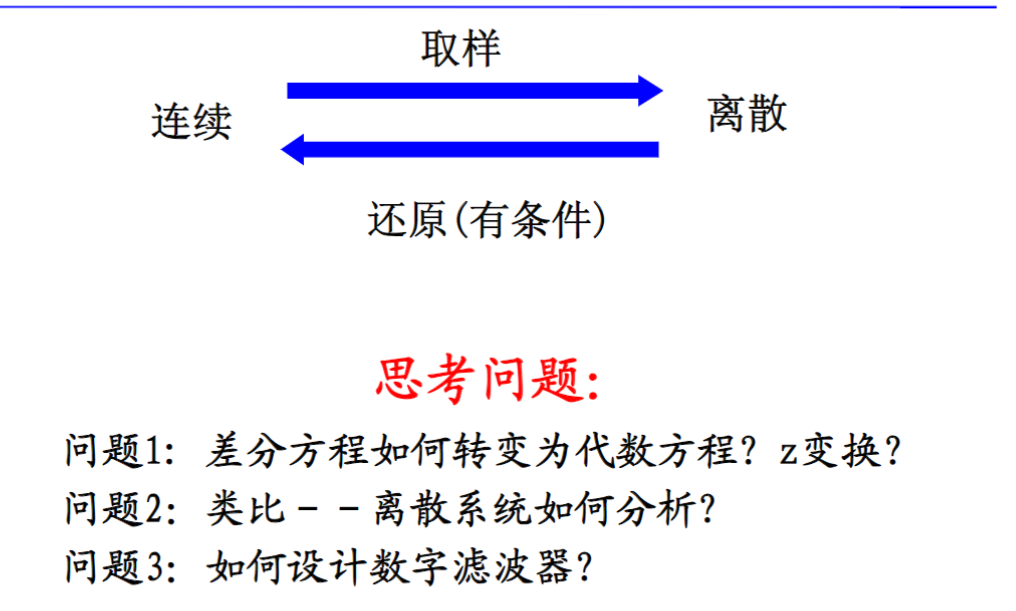 取样
连续
离散
还原(有条件)
思考问题:
问题1: 差分方程如何转变为代数方程? z变换?
问题2: 类比--离散系统如何分析?
问题3: 如何设计数字滤波器?